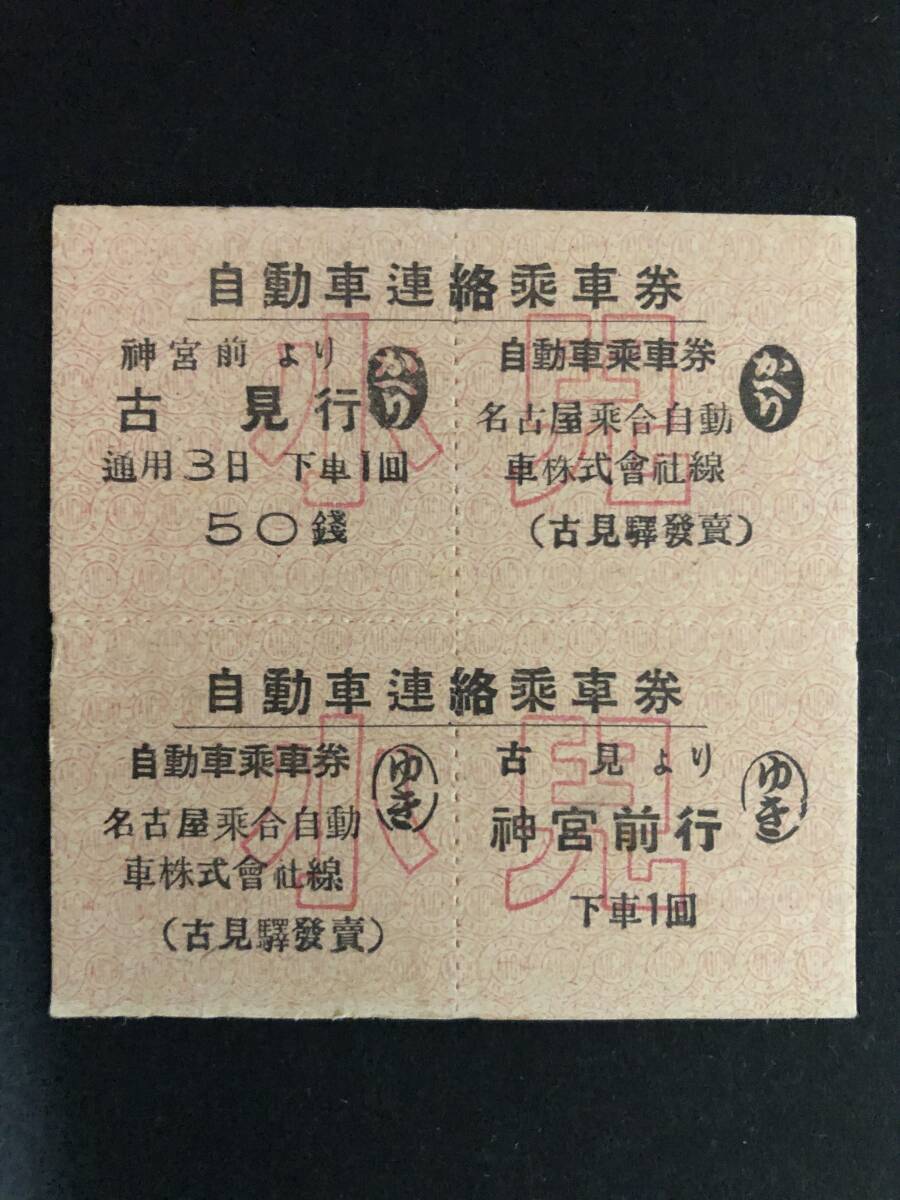 自動車連絡乗車券
神宮前より
かへり
古見行
通用3日 下車1回
50錢
自動車乗車券
かへり
名古屋乗合自動
車株式會社線
(古見驛發賣)
自動車連絡乗車券
自動車乗車券
ゆき
名古屋乗合自動
車株式會社線
(古見驛發賣)
古見より
ゆき
神宮前行
下車1回